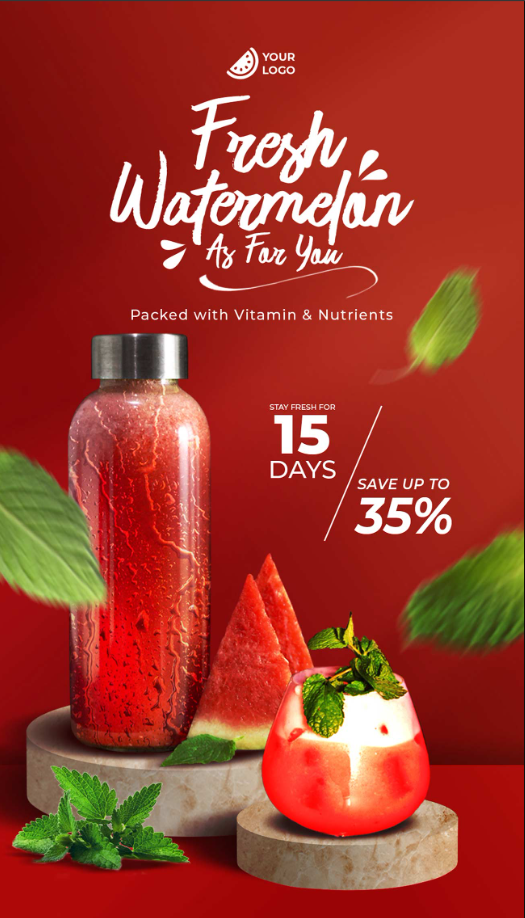 YOUR
LOGO
Fresh
Watermelon
As For You
Packed with Vitamin & Nutrients
STAY FRESH FOR
15
DAYS
SAVE UP TO
35%